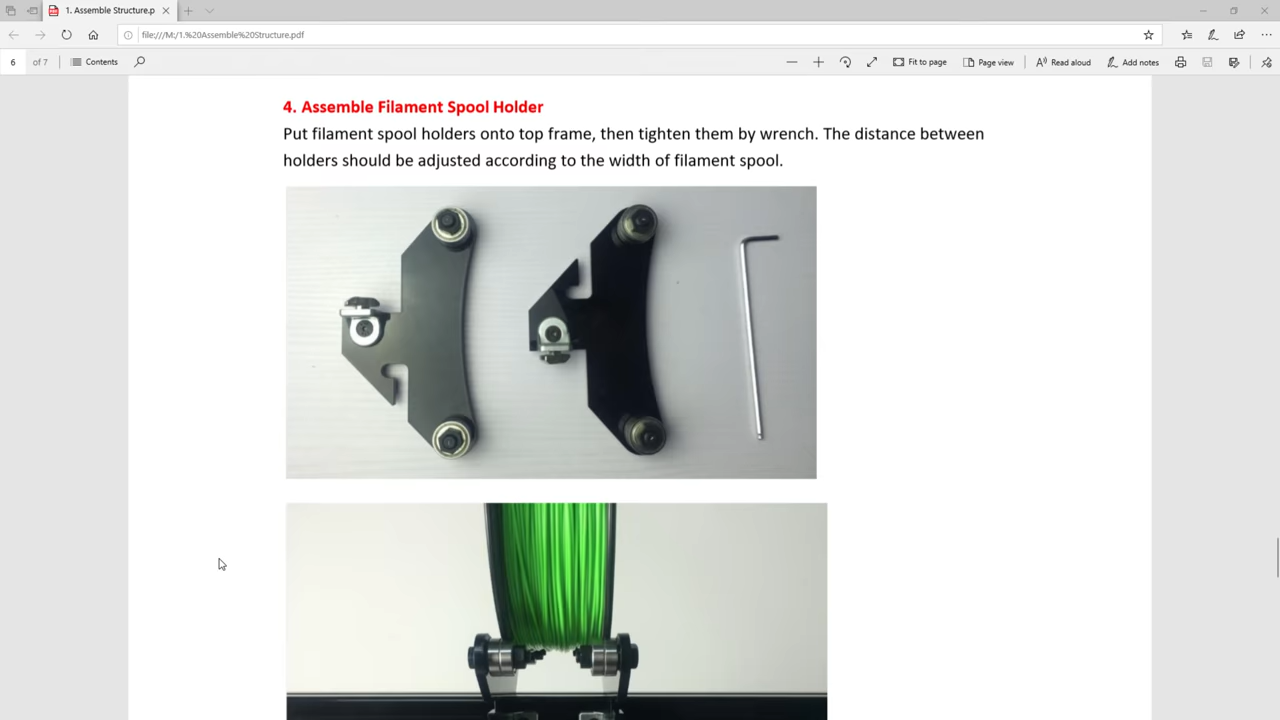 1. Assemble Structure.p
file:///M:/1.%20Assemble%20Structure.pdf
6 of 7 Contents Fit to page Page view Read aloud Add notes
4. Assemble Filament Spool Holder
Put filament spool holders onto top frame, then tighten them by wrench. The distance between
holders should be adjusted according to the width of filament spool.